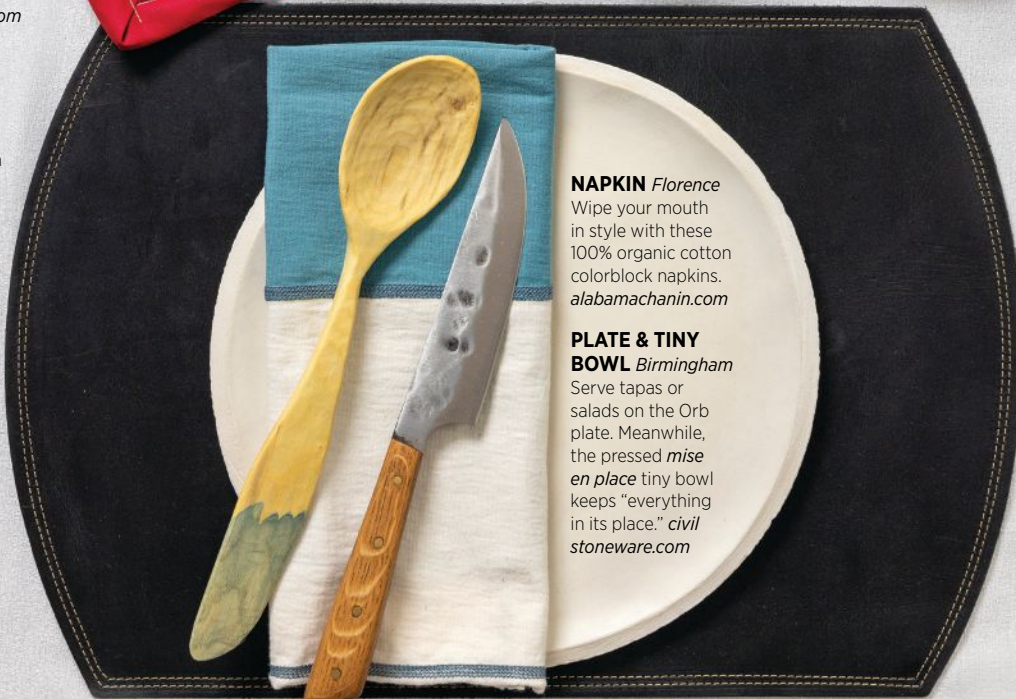 om
NAPKIN Florence
Wipe your mouth
in style with these
100% organic cotton
colorblock napkins.
alabamachanin.com
PLATE & TINY
BOWL Birmingham
Serve tapas or
salads on the Orb
plate. Meanwhile,
the pressed mise
en place tiny bowl
keeps “everything
in its place.” civil
stoneware.com